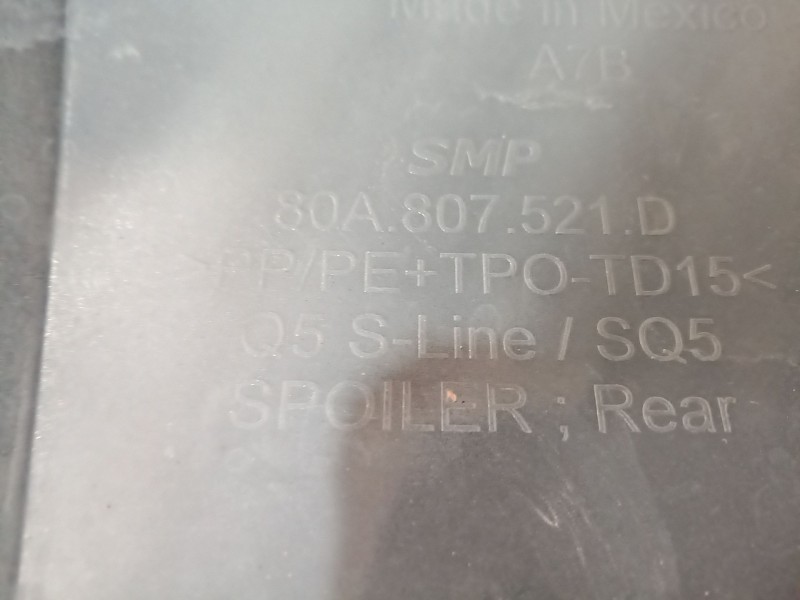 Made in Mexico
A7B
SMP
80A.807.521.D
>PP/PE+TPO-TD15<
Q5 S-Line / SQ5
SPOILER ; Rear